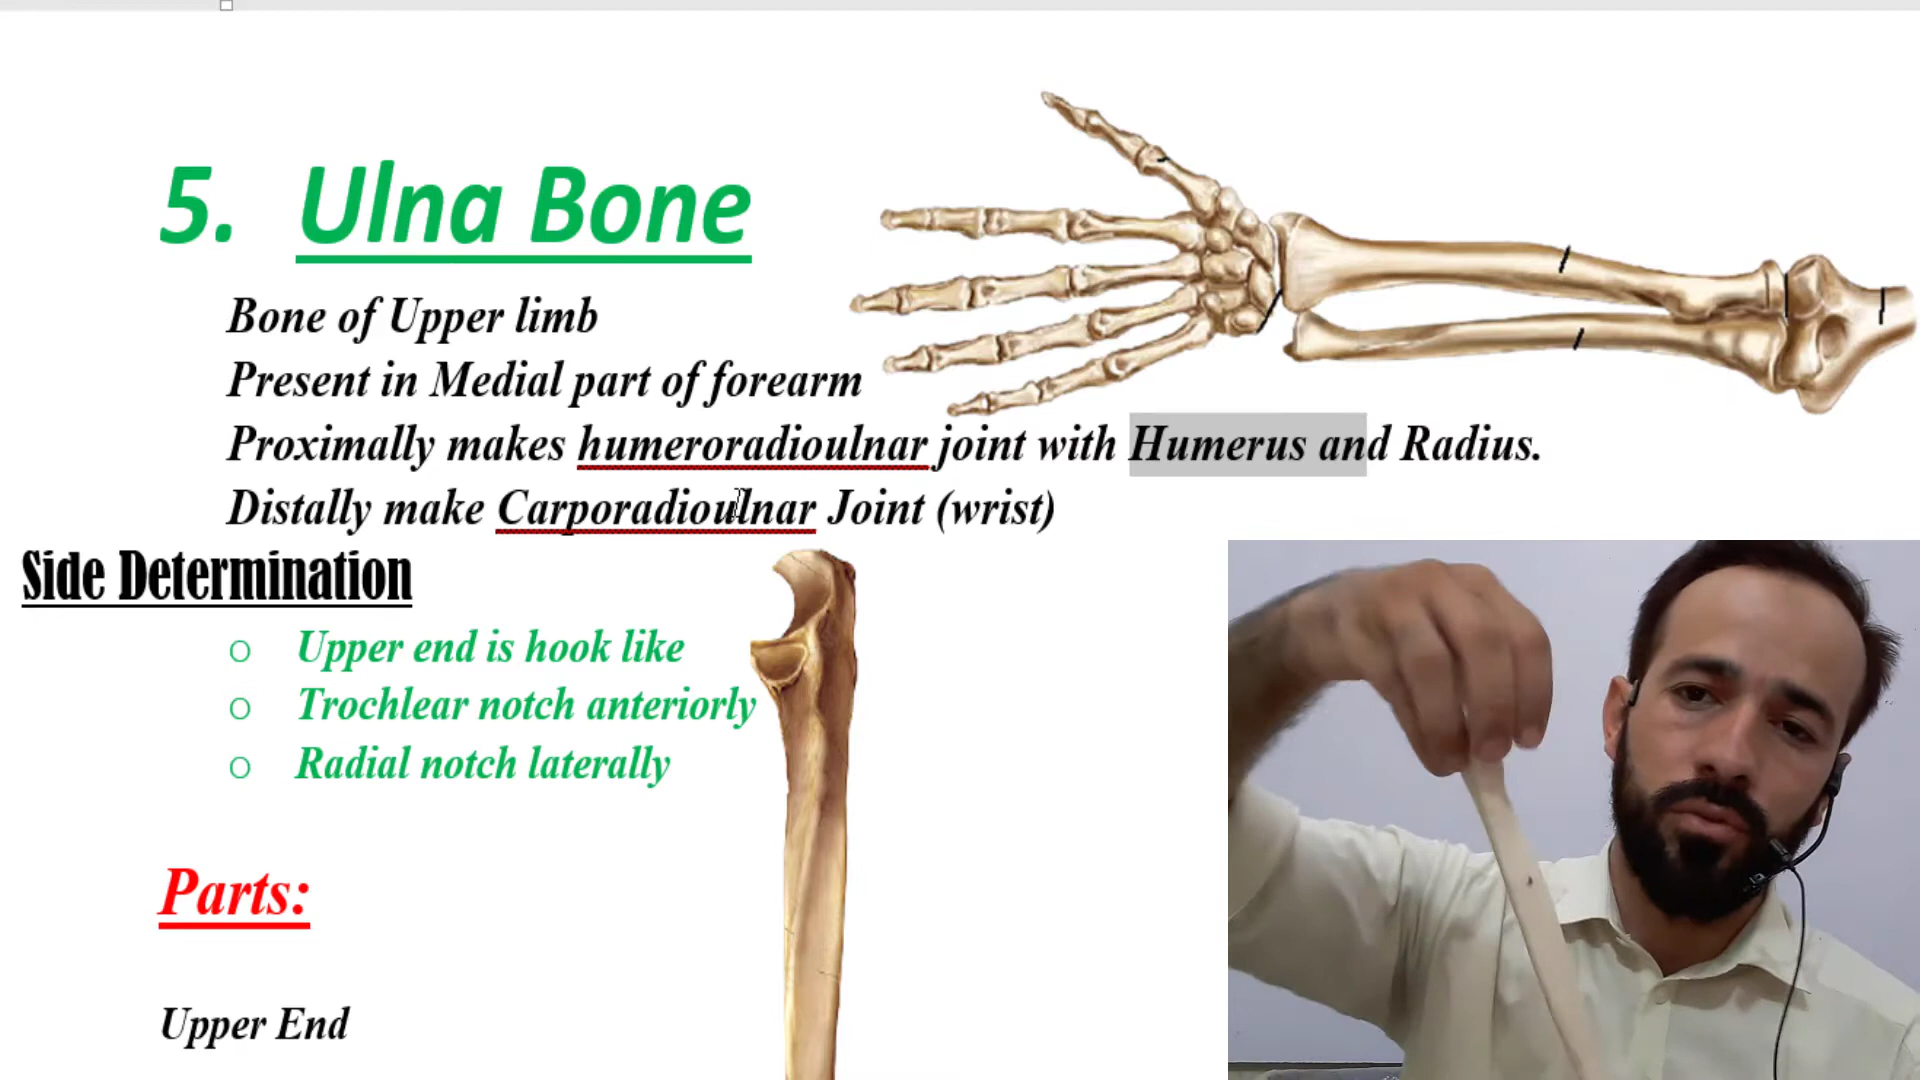 5. Ulna Bone
Bone of Upper limb
Present in Medial part of forearm
Proximally makes humeroradioulnar joint with Humerus and Radius.
Distally make Carporadioulnar Joint (wrist)
Side Determination
o Upper end is hook like
o Trochlear notch anteriorly
o Radial notch laterally
Parts:
Upper End